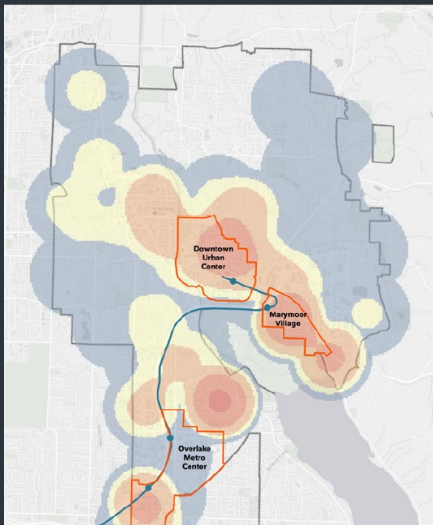 Downtown
Urban
Center
Marymoor
Village
Overlake
Metro
Center